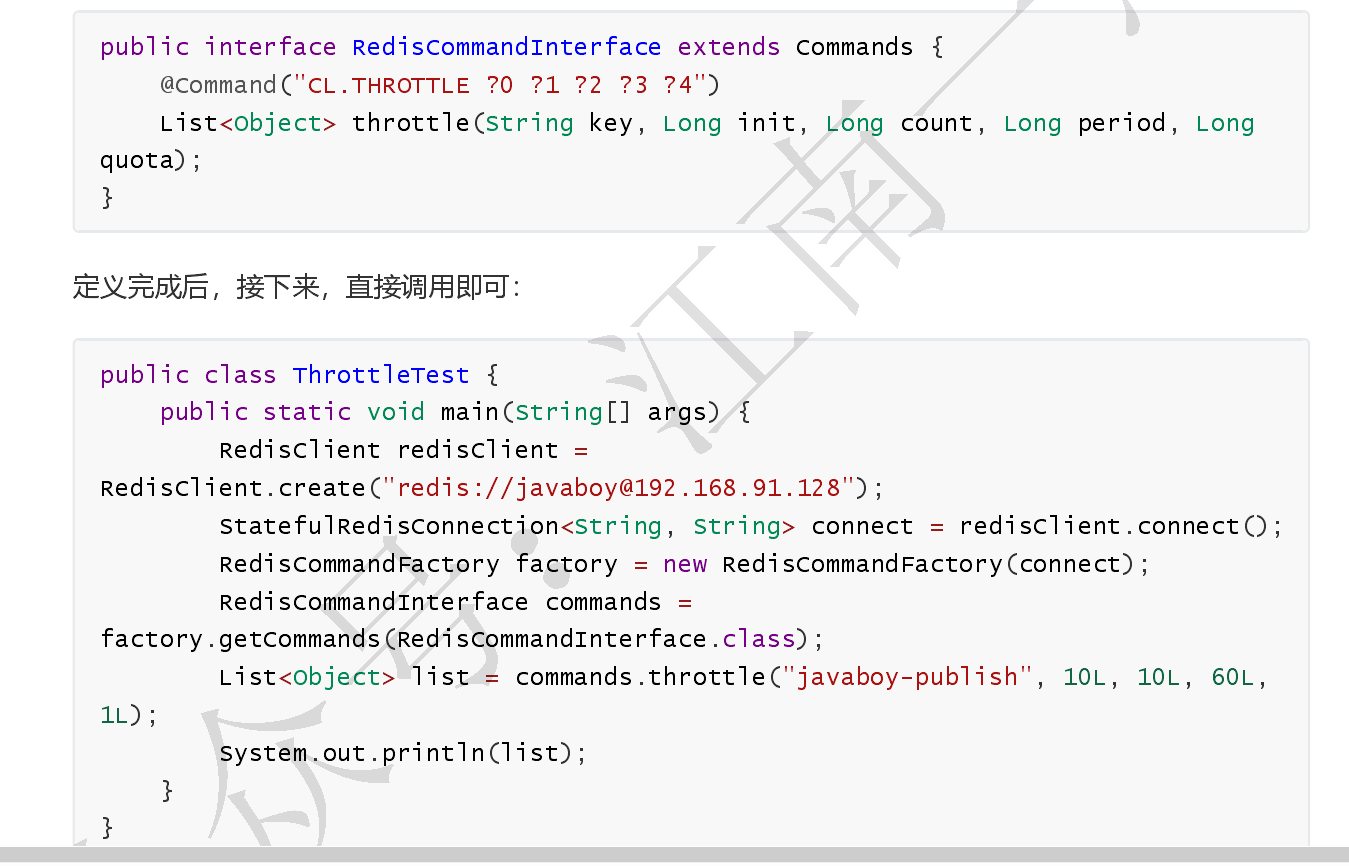 public interface RedisCommandInterface extends Commands {
    @Command("CL.THROTTLE ?0 ?1 ?2 ?3 ?4")
    List<Object> throttle(String key, Long init, Long count, Long period, Long
quota);
}
定义完成后，接下来，直接调用即可：
public class ThrottleTest {
    public static void main(String[] args) {
        RedisClient redisClient =
RedisClient.create("redis://javaboy@192.168.91.128");
        StatefulRedisConnection<String, String> connect = redisClient.connect();
        RedisCommandFactory factory = new RedisCommandFactory(connect);
        RedisCommandInterface commands =
factory.getCommands(RedisCommandInterface.class);
        List<Object> list = commands.throttle("javaboy-publish", 10L, 10L, 60L,
1L);
        System.out.println(list);
    }
}
众号：江南一